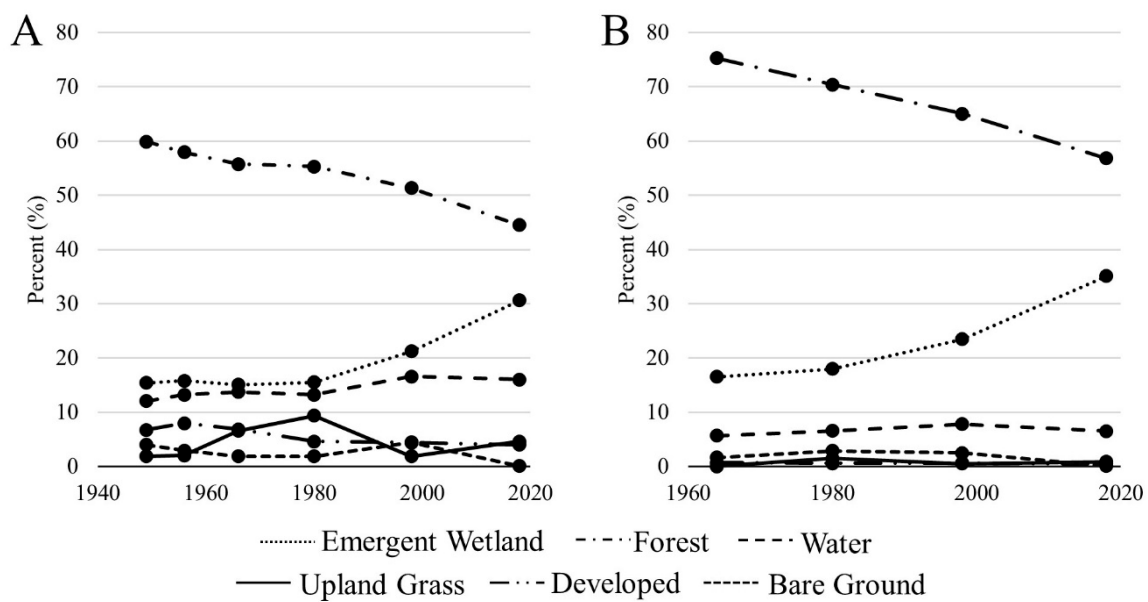 A
B
80
70
60
50
40
30
20
10
0
Percent (%)
1940 1960 1980 2000 2020
80
70
60
50
40
30
20
10
0
Percent (%)
1960 1980 2000 2020
Emergent Wetland Forest Water
Upland Grass Developed Bare Ground